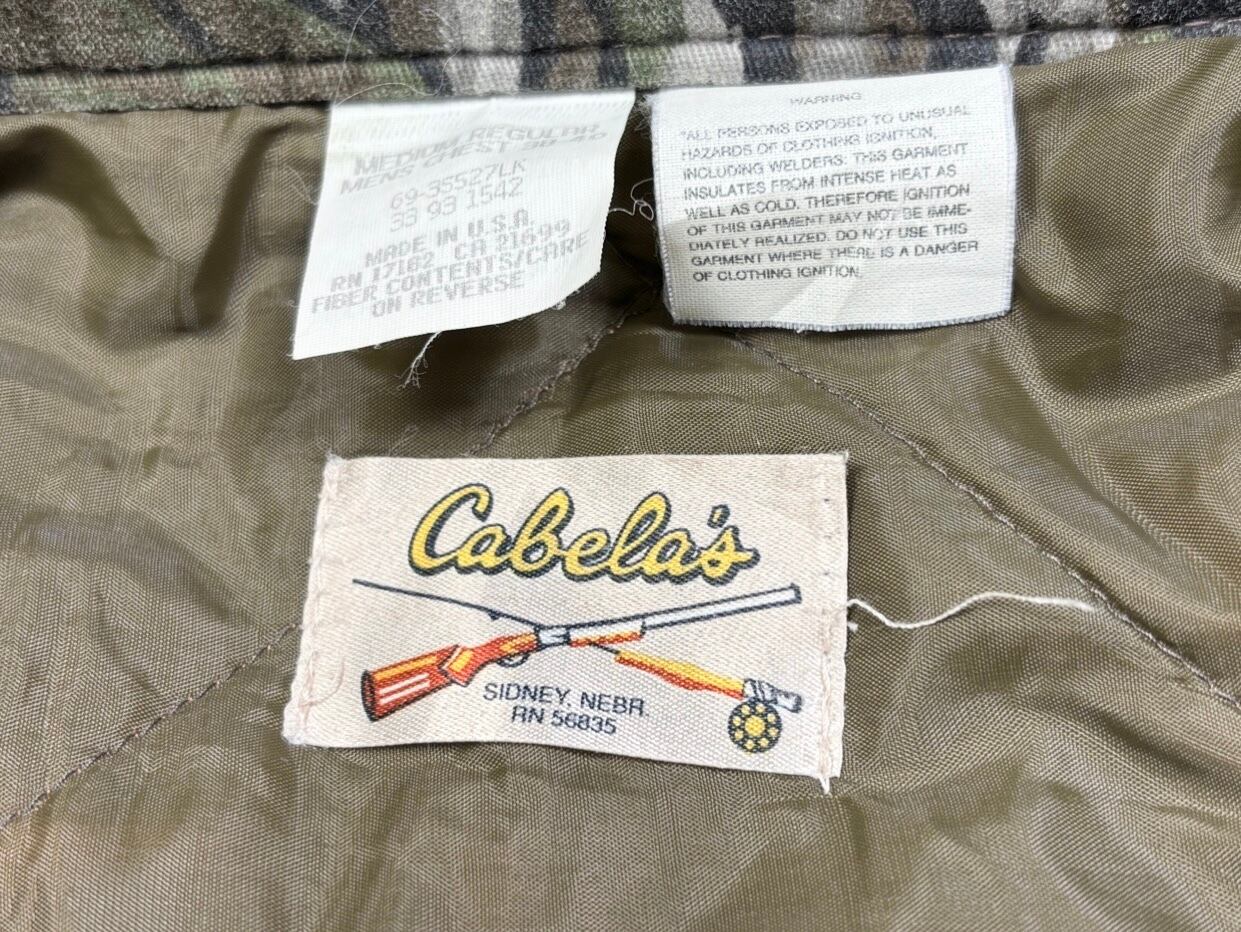 MEDIUM REGULAR
MENS CHEST 38-40
69-35527LK
33 93 1542
MADE IN U.S.A.
RN 17182 CA 21699
FIBER CONTENTS/CARE
ON REVERSE
WARNING
"ALL PERSONS EXPOSED TO UNUSUAL
HAZARDS OF CLOTHING IGNITION,
INCLUDING WELDERS: THIS GARMENT
INSULATES FROM INTENSE HEAT AS
WELL AS COLD. THEREFORE IGNITION
OF THIS GARMENT MAY NOT BE IMME-
DIATELY REALIZED. DO NOT USE THIS
GARMENT WHERE THERE IS A DANGER
OF CLOTHING IGNITION.
Cabela's
SIDNEY, NEBR.
RN 56835